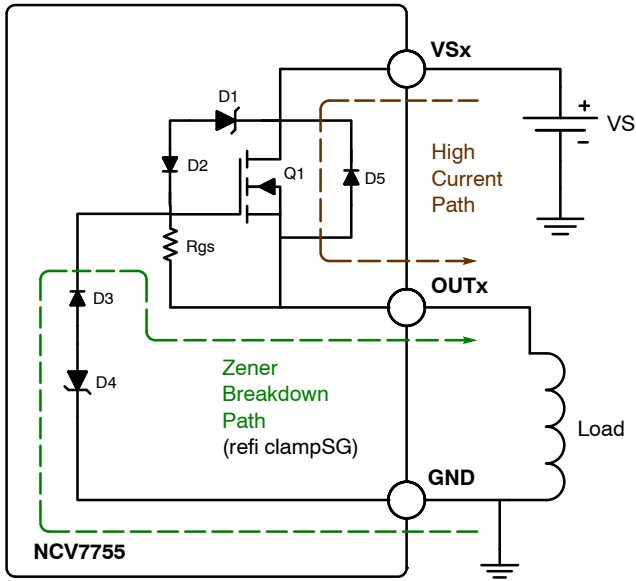 VSx
D1
+
VS
−
D2
Q1
D5
High
Current
Path
Rgs
OUTx
D3
D4
Zener
Breakdown
Path
(refi clampSG)
Load
GND
NCV7755